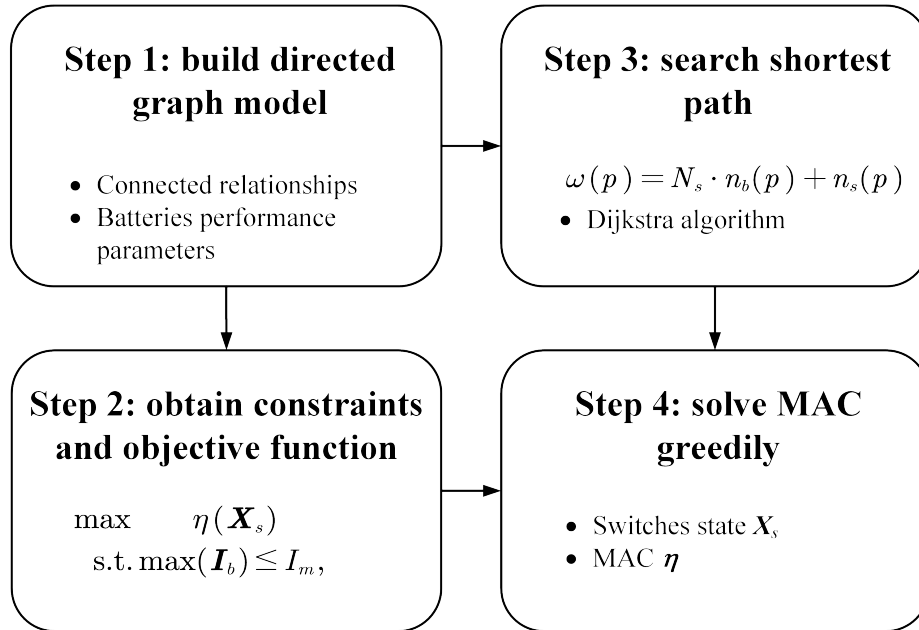 Step 1: build directed
graph model
• Connected relationships
• Batteries performance
parameters
Step 2: obtain constraints
and objective function
max η(X_s)
s.t. max(I_b) ≤ I_m,
Step 3: search shortest
path
ω(p) = N_s · n_b(p) + n_s(p)
• Dijkstra algorithm
Step 4: solve MAC
greedily
• Switches state X_s
• MAC η